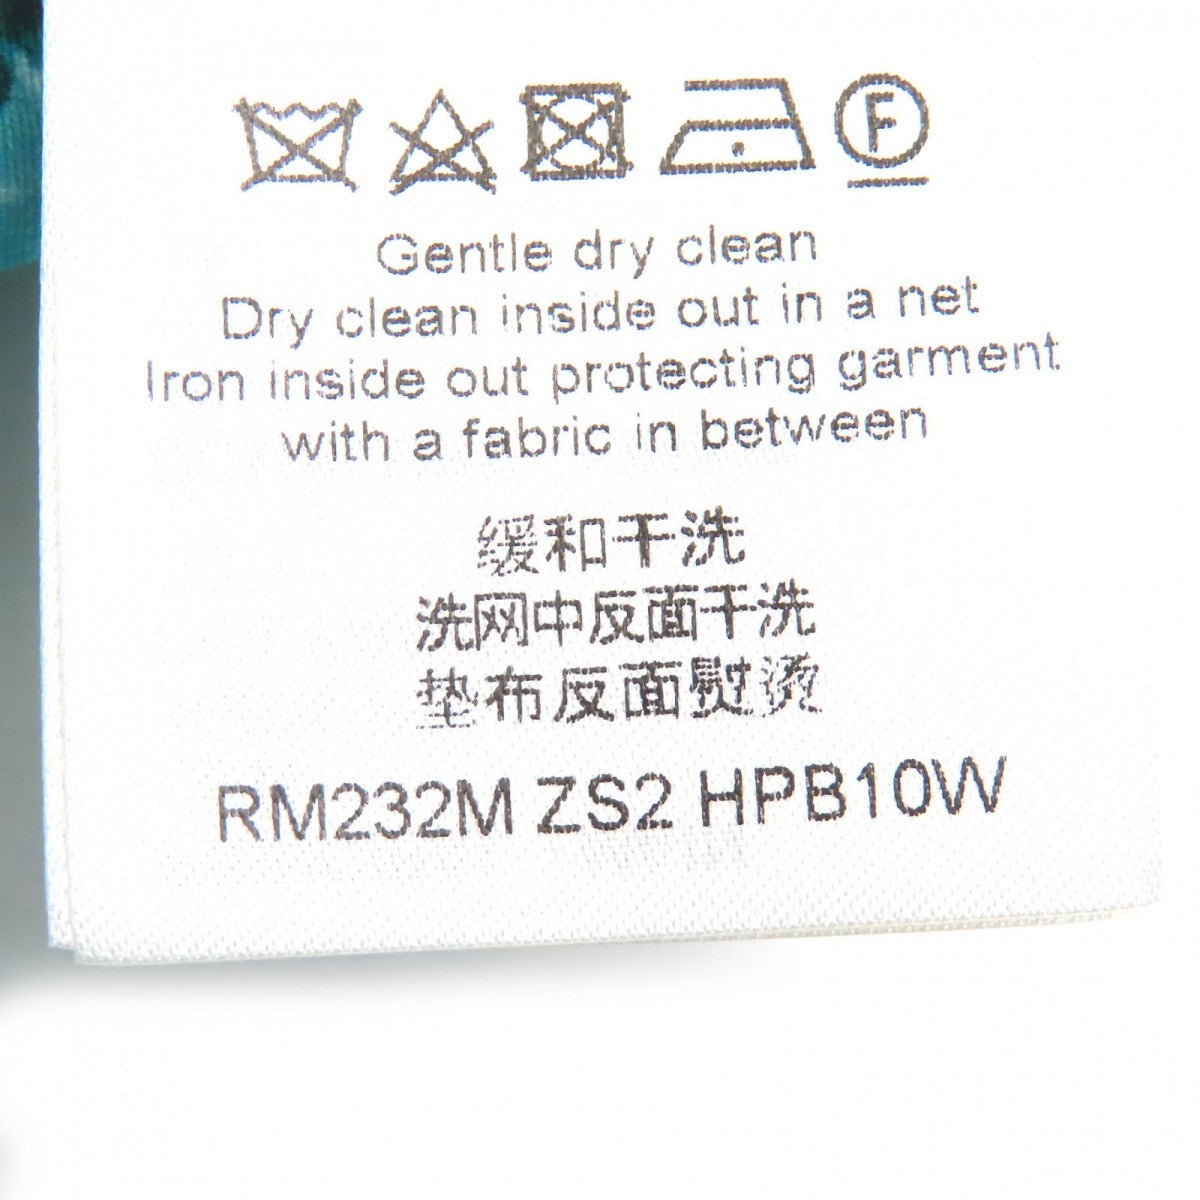 F
Gentle dry clean
Dry clean inside out in a net
Iron inside out protecting garment
with a fabric in between
缓和干洗
洗网中反面干洗
垫布反面熨烫
RM232M ZS2 HPB10W